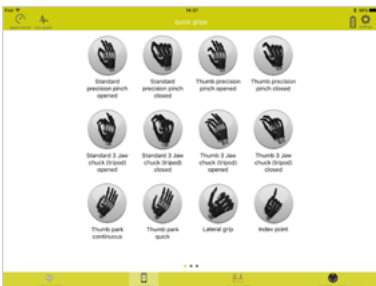 iPad
14:37
quick grips
Standard precision pinch opened
Standard precision pinch closed
Thumb precision pinch opened
Thumb precision pinch closed
Standard 3 Jaw chuck (tripod) opened
Standard 3 Jaw chuck (tripod) closed
Thumb 3 Jaw chuck (tripod) opened
Thumb 3 Jaw chuck (tripod) closed
Thumb park continuous
Thumb park quick
Lateral grip
Index point